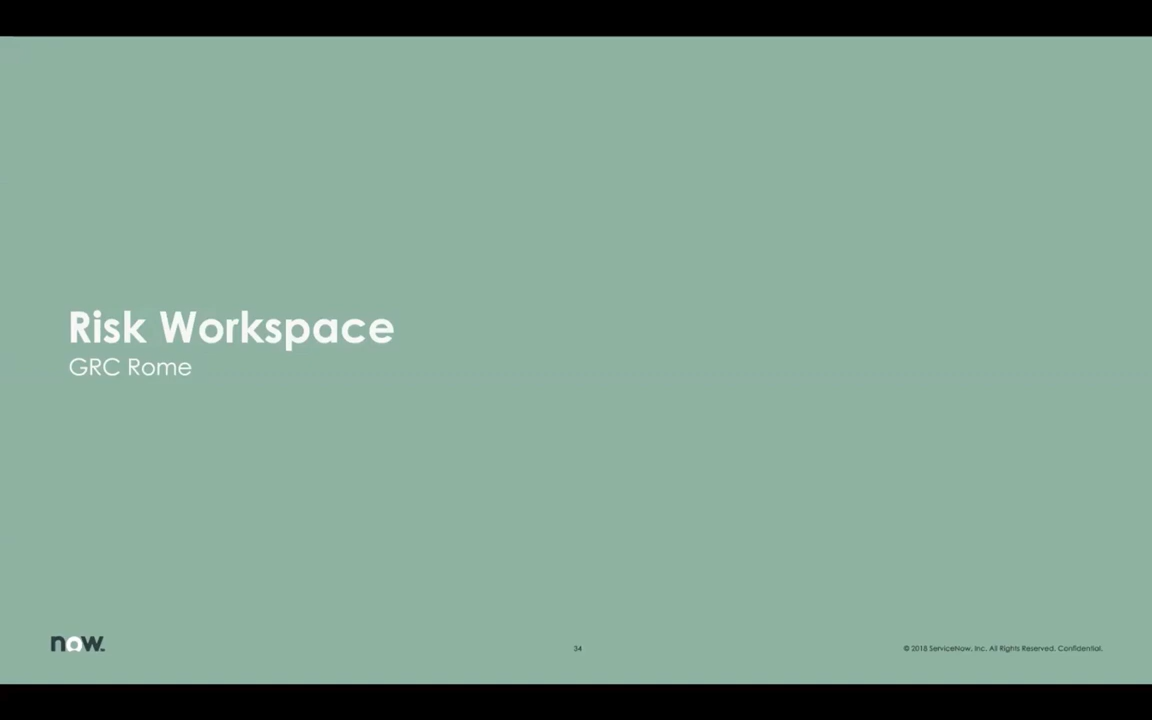 Risk Workspace
GRC Rome
now.
34
© 2018 ServiceNow, Inc. All Rights Reserved. Confidential.